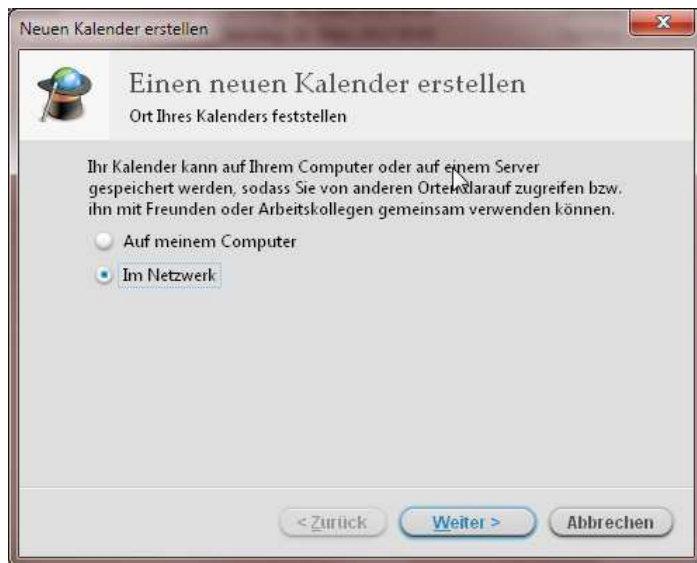 Neuen Kalender erstellen
Einen neuen Kalender erstellen
Ort Ihres Kalenders feststellen
Ihr Kalender kann auf Ihrem Computer oder auf einem Server
gespeichert werden, sodass Sie von anderen Orten darauf zugreifen bzw.
ihn mit Freunden oder Arbeitskollegen gemeinsam verwenden können.
Auf meinem Computer
Im Netzwerk
< Zurück
Weiter >
Abbrechen